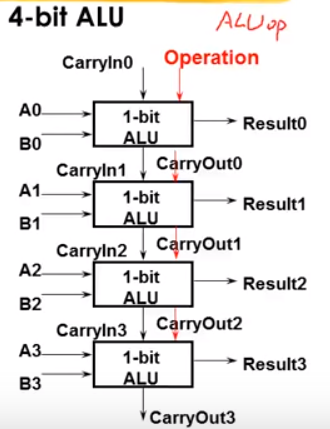 4-bit ALU
ALUop
CarryIn0
Operation
A0
B0
1-bit
ALU
Result0
CarryIn1
CarryOut0
A1
B1
1-bit
ALU
Result1
CarryIn2
CarryOut1
A2
B2
1-bit
ALU
Result2
CarryIn3
CarryOut2
A3
B3
1-bit
ALU
Result3
CarryOut3